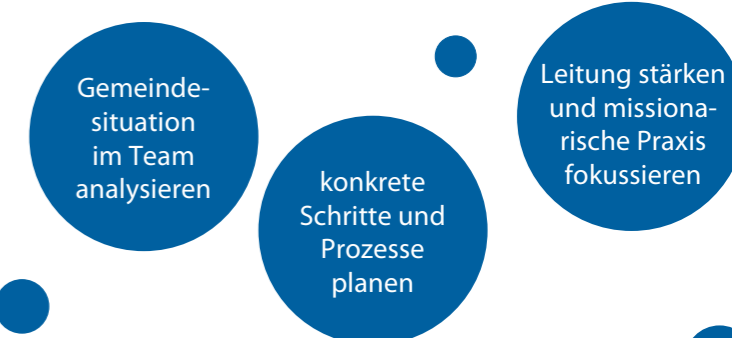 Gemeinde-
situation
im Team
analysieren
konkrete
Schritte und
Prozesse
planen
Leitung stärken
und missiona-
rische Praxis
fokussieren